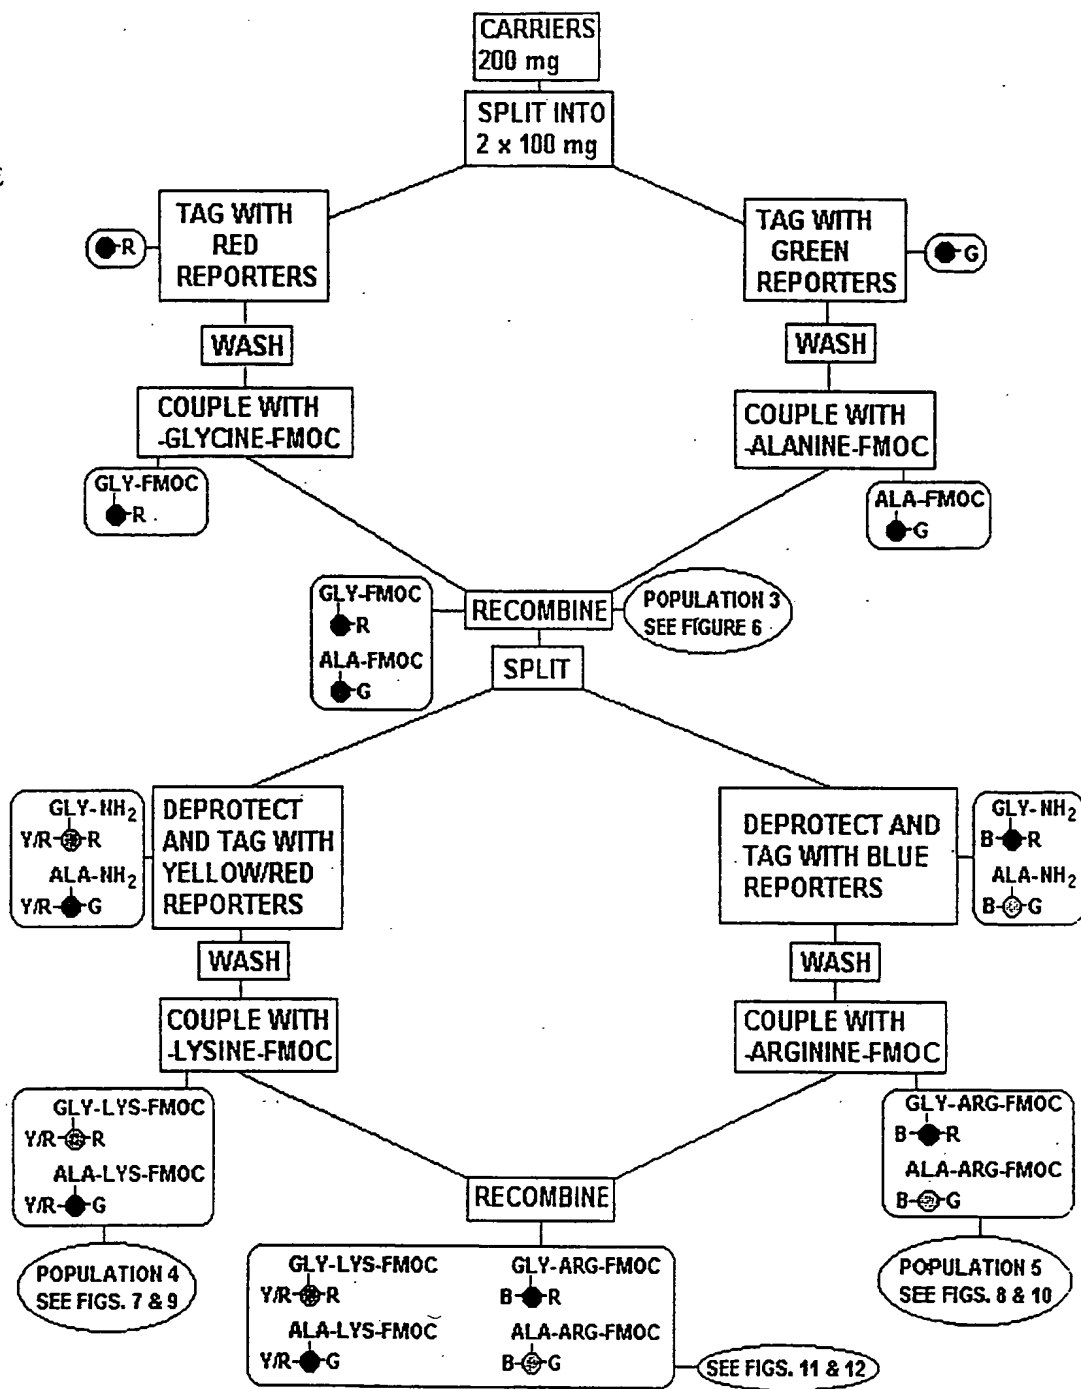 CARRIERS
200 mg
SPLIT INTO
2 x 100 mg
TAG WITH
RED
REPORTERS
R
TAG WITH
GREEN
REPORTERS
G
WASH
WASH
COUPLE WITH
-GLYCINE-FMOC
COUPLE WITH
-ALANINE-FMOC
GLY-FMOC
R
ALA-FMOC
G
GLY-FMOC
R
ALA-FMOC
G
RECOMBINE
POPULATION 3
SEE FIGURE 6
SPLIT
GLY-NH2
Y/R R
ALA-NH2
Y/R G
DEPROTECT
AND TAG WITH
YELLOW/RED
REPORTERS
DEPROTECT AND
TAG WITH BLUE
REPORTERS
GLY-NH2
B R
ALA-NH2
B G
WASH
WASH
COUPLE WITH
-LYSINE-FMOC
COUPLE WITH
-ARGININE-FMOC
GLY-LYS-FMOC
Y/R R
ALA-LYS-FMOC
Y/R G
GLY-ARG-FMOC
B R
ALA-ARG-FMOC
B G
RECOMBINE
POPULATION 4
SEE FIGS. 7 & 9
GLY-LYS-FMOC
Y/R R
ALA-LYS-FMOC
Y/R G
GLY-ARG-FMOC
B R
ALA-ARG-FMOC
B G
POPULATION 5
SEE FIGS. 8 & 10
SEE FIGS. 11 & 12